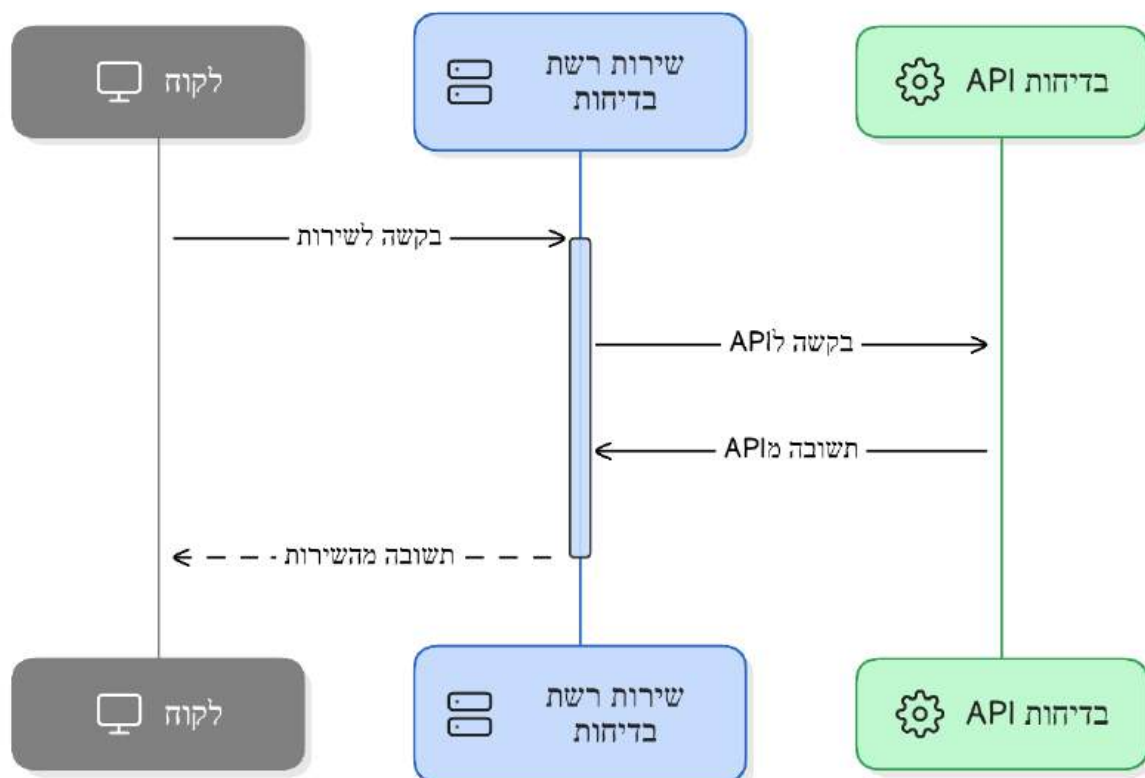 לקוח
שירות רשת
בדיחות
בדיחות API
בקשה לשירות
בקשה לAPI
תשובה מAPI
תשובה מהשירות
לקוח
שירות רשת
בדיחות
בדיחות API